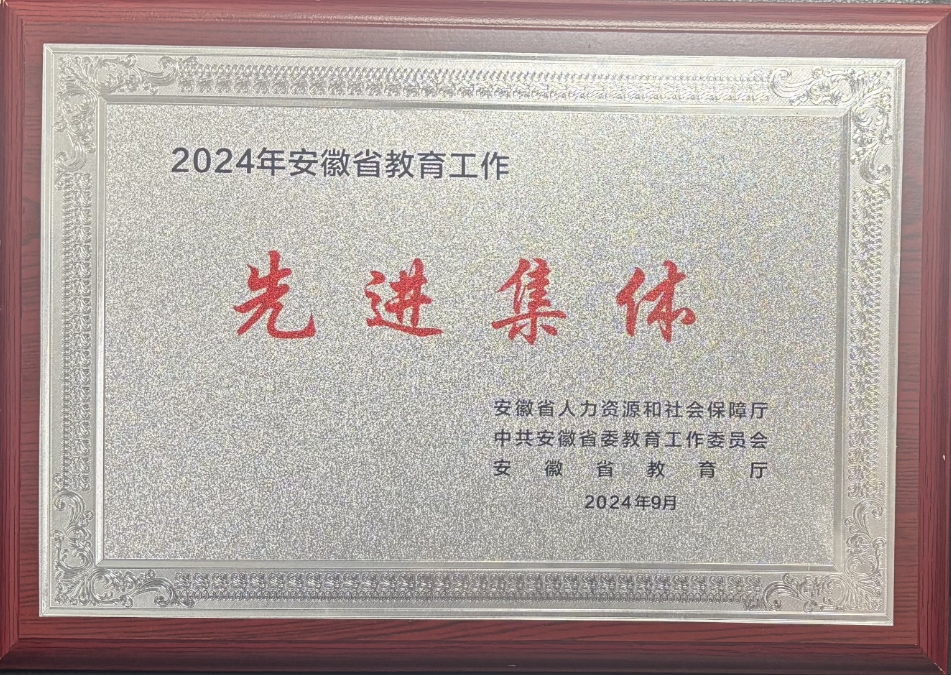 2024年安徽省教育工作
先进集体
安徽省人力资源和社会保障厅
中共安徽省委教育工作委员会
安徽省教育厅
2024年9月